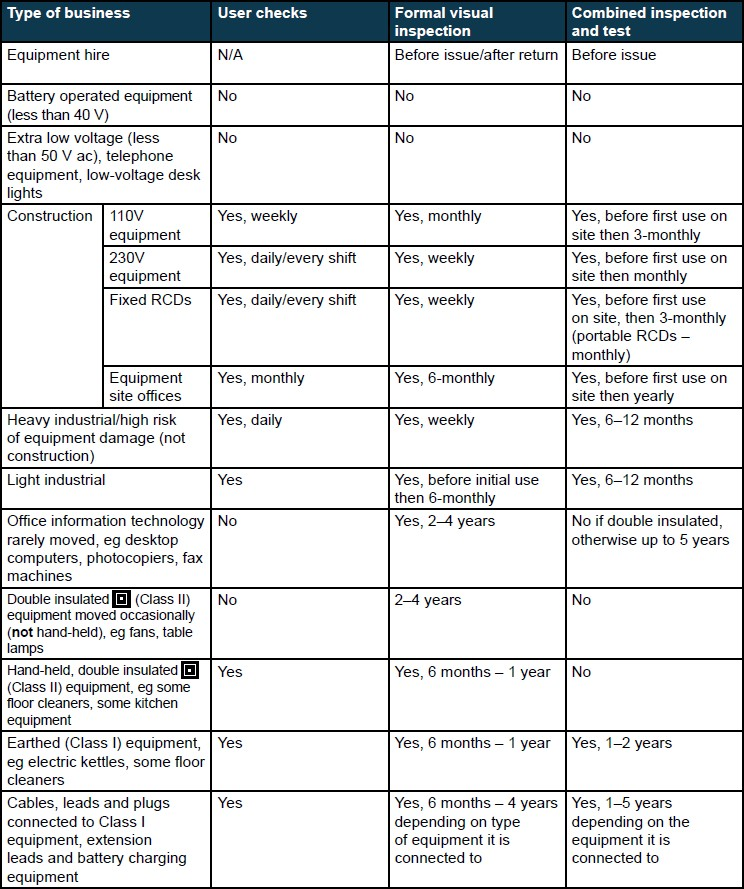 Type of business
User checks
Formal visual
inspection
Combined inspection
and test
Equipment hire
N/A
Before issue/after return
Before issue
Battery operated equipment
(less than 40 V)
No
No
No
Extra low voltage (less
than 50 V ac), telephone
equipment, low-voltage desk
lights
No
No
No
Construction
110V
equipment
Yes, weekly
Yes, monthly
Yes, before first use on
site then 3-monthly
230V
equipment
Yes, daily/every shift
Yes, weekly
Yes, before first use on
site then monthly
Fixed RCDs
Yes, daily/every shift
Yes, weekly
Yes, before first use
on site, then 3-monthly
(portable RCDs –
monthly)
Equipment
site offices
Yes, monthly
Yes, 6-monthly
Yes, before first use on
site then yearly
Heavy industrial/high risk
of equipment damage (not
construction)
Yes, daily
Yes, weekly
Yes, 6–12 months
Light industrial
Yes
Yes, before initial use
then 6-monthly
Yes, 6–12 months
Office information technology
rarely moved, eg desktop
computers, photocopiers, fax
machines
No
Yes, 2–4 years
No if double insulated,
otherwise up to 5 years
Double insulated (Class II)
equipment moved occasionally
(not hand-held), eg fans, table
lamps
No
2–4 years
No
Hand-held, double insulated
(Class II) equipment, eg some
floor cleaners, some kitchen
equipment
Yes
Yes, 6 months – 1 year
No
Earthed (Class I) equipment,
eg electric kettles, some floor
cleaners
Yes
Yes, 6 months – 1 year
Yes, 1–2 years
Cables, leads and plugs
connected to Class I
equipment, extension
leads and battery charging
equipment
Yes
Yes, 6 months – 4 years
depending on type
of equipment it is
connected to
Yes, 1–5 years
depending on the
equipment it is
connected to